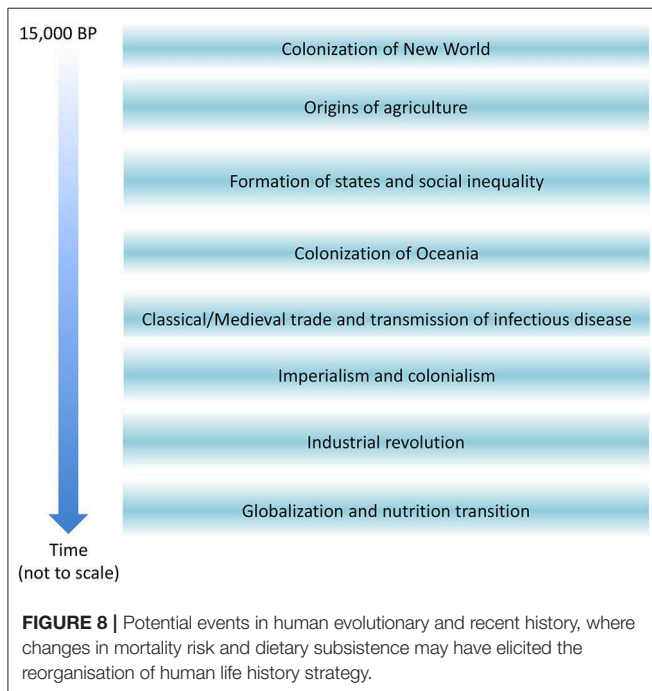 15,000 BP
Colonization of New World
Origins of agriculture
Formation of states and social inequality
Colonization of Oceania
Classical/Medieval trade and transmission of infectious disease
Imperialism and colonialism
Industrial revolution
Globalization and nutrition transition
Time
(not to scale)
FIGURE 8 | Potential events in human evolutionary and recent history, where
changes in mortality risk and dietary subsistence may have elicited the
reorganisation of human life history strategy.